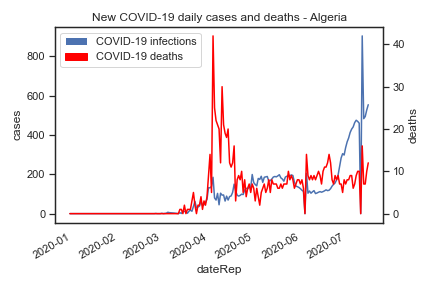 New COVID-19 daily cases and deaths - Algeria
COVID-19 infections
COVID-19 deaths
800
600
400
200
0
cases
40
30
20
10
0
deaths
2020-01
2020-02
2020-03
2020-04
2020-05
2020-06
2020-07
dateRep